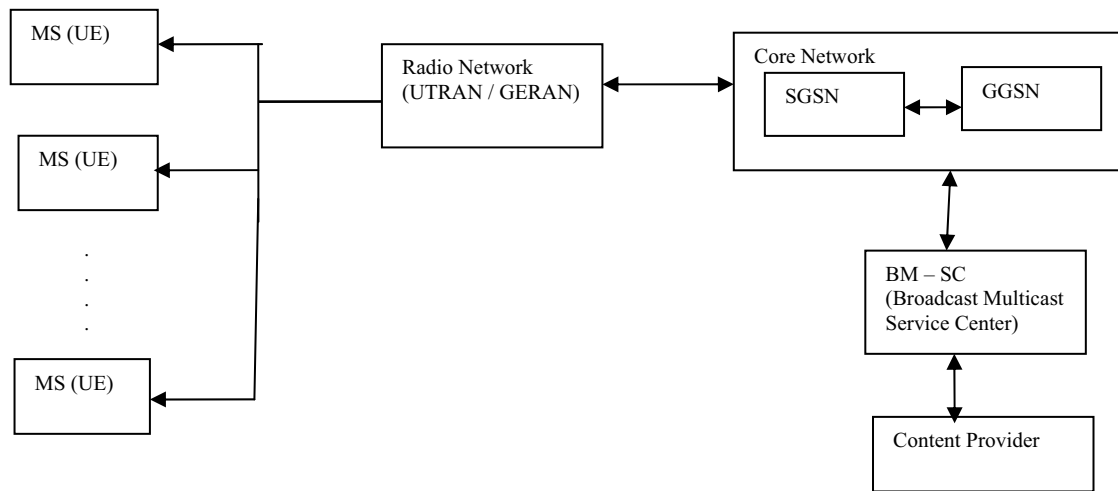 MS (UE)
Radio Network
(UTRAN / GERAN)
Core Network
SGSN
GGSN
MS (UE)
.
.
.
.
BM – SC
(Broadcast Multicast
Service Center)
MS (UE)
Content Provider